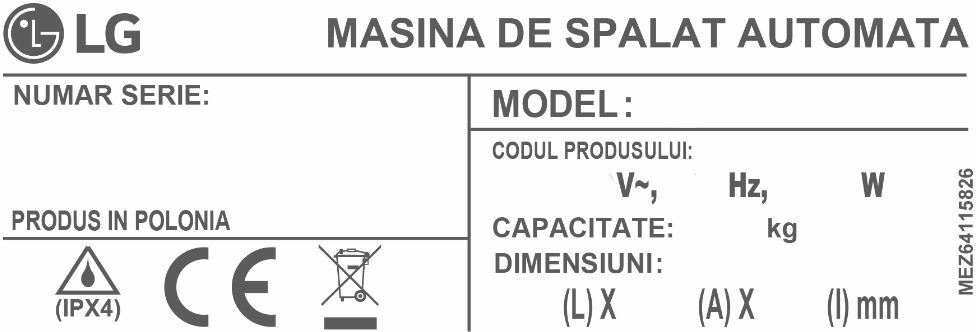 LG
MASINA DE SPALAT AUTOMATA
NUMAR SERIE:
PRODUS IN POLONIA
(IPX4)
CE
MODEL:
CODUL PRODUSULUI:
V~, Hz, W
CAPACITATE: kg
DIMENSIUNI:
(L) X (A) X (I) mm
MEZ64115826